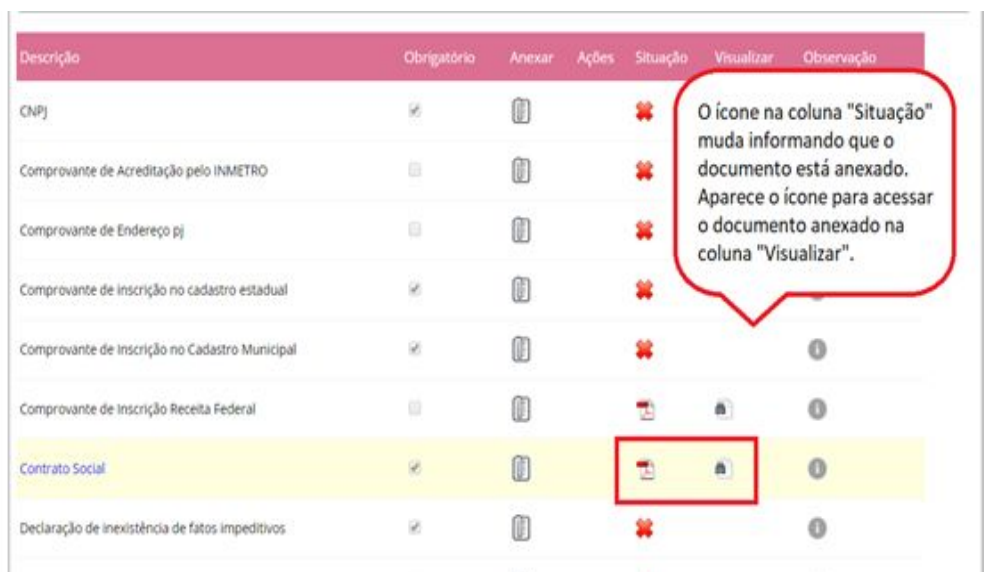 Descrição Obrigatório Anexar Ações Situação Visualizar Observação
CNPJ
Comprovante de Acreditação pelo INMETRO
Comprovante de Endereço pj
Comprovante de inscrição no cadastro estadual
Comprovante de Inscrição no Cadastro Municipal
Comprovante de Inscrição Receita Federal
Contrato Social
Declaração de inexistência de fatos impeditivos
O ícone na coluna "Situação"
muda informando que o
documento está anexado.
Aparece o ícone para acessar
o documento anexado na
coluna "Visualizar".